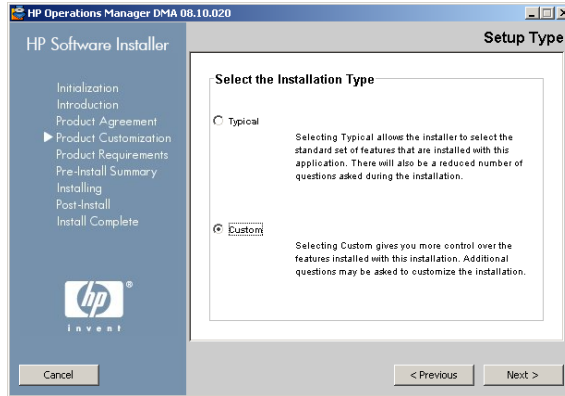 HP Operations Manager DMA 08.10.020
HP Software Installer
Setup Type
Initialization
Introduction
Product Agreement
Product Customization
Product Requirements
Pre-Install Summary
Installing
Post-Install
Install Complete
Select the Installation Type
Typical
Selecting Typical allows the installer to select the
standard set of features that are installed with this
application. There will also be a reduced number of
questions asked during the installation.
Custom
Selecting Custom gives you more control over the
features installed with this installation. Additional
questions may be asked to customize the installation.
hp ®
invent
Cancel
< Previous
Next >